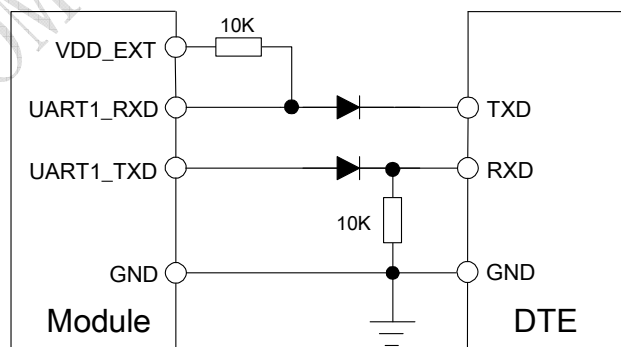 10K
VDD_EXT
UART1_RXD TXD
UART1_TXD RXD
10K
GND GND
Module DTE